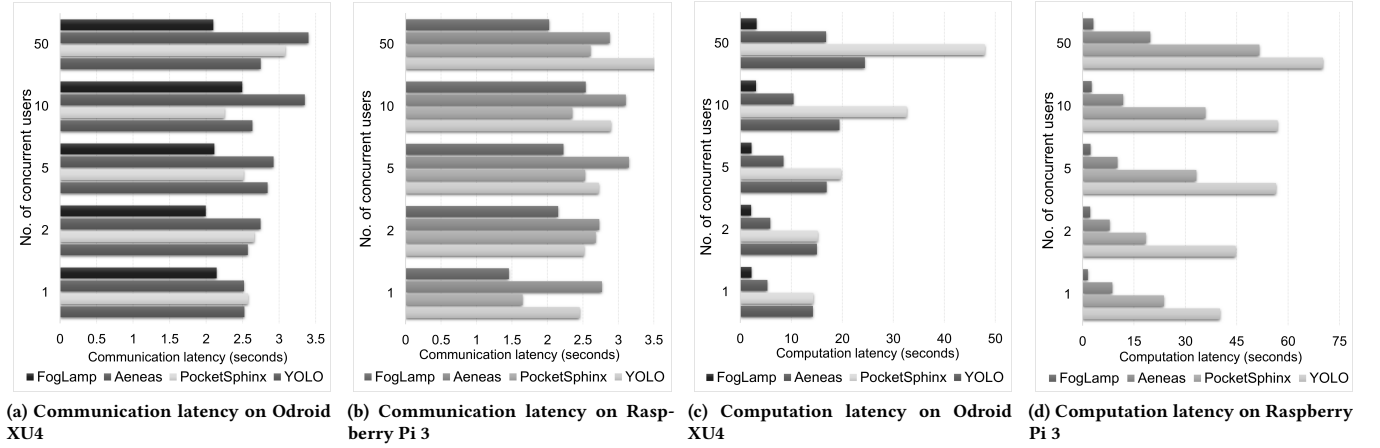 No. of concurrent users
50
10
5
2
1
0 0.5 1 1.5 2 2.5 3 3.5
Communication latency (seconds)
FogLamp Aeneas PocketSphinx YOLO
(a) Communication latency on Odroid
XU4
No. of concurrent users
50
10
5
2
1
0 0.5 1 1.5 2 2.5 3 3.5
Communication latency (seconds)
FogLamp Aeneas PocketSphinx YOLO
(b) Communication latency on Rasp-
berry Pi 3
No. of concurrent users
50
10
5
2
1
0 10 20 30 40 50
Computation latency (seconds)
FogLamp Aeneas PocketSphinx YOLO
(c) Computation latency on Odroid
XU4
No. of concurrent users
50
10
5
2
1
0 15 30 45 60 75
Computation latency (seconds)
FogLamp Aeneas PocketSphinx YOLO
(d) Computation latency on Raspberry
Pi 3